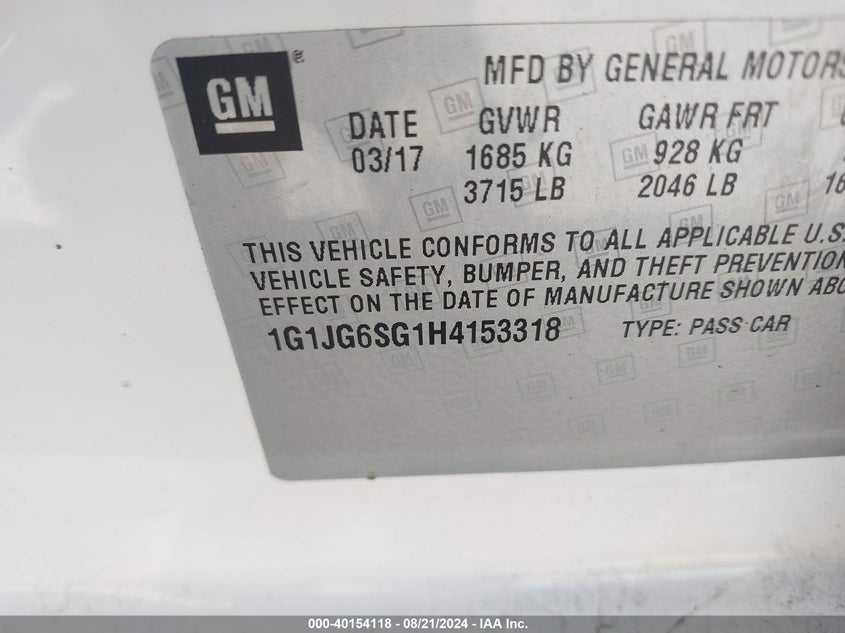 GM
MFD BY GENERAL MOTORS
DATE GVWR GAWR FRT
03/17 1685 KG 928 KG
3715 LB 2046 LB 16
THIS VEHICLE CONFORMS TO ALL APPLICABLE U.S.
VEHICLE SAFETY, BUMPER, AND THEFT PREVENTION
EFFECT ON THE DATE OF MANUFACTURE SHOWN ABO
1G1JG6SG1H4153318 TYPE: PASS CAR
000-40154118 - 08/21/2024 - IAA Inc.